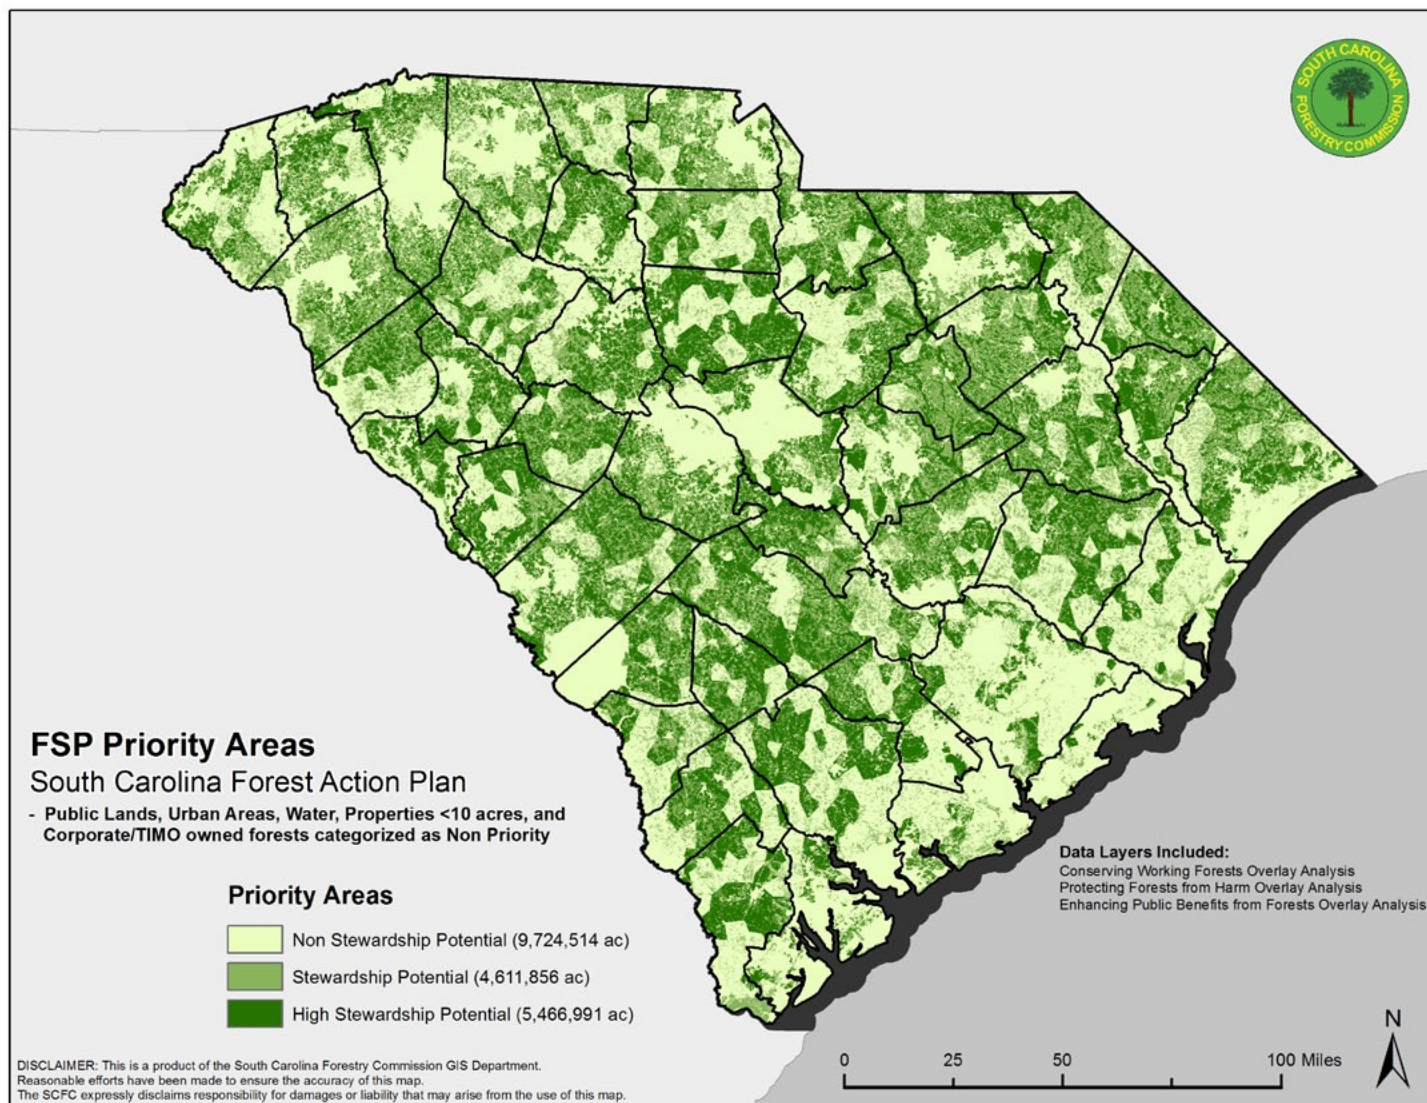 SOUTH CAROLINA
FORESTRY COMMISSION
FSP Priority Areas
South Carolina Forest Action Plan
- Public Lands, Urban Areas, Water, Properties <10 acres, and
Corporate/TIMO owned forests categorized as Non Priority
Priority Areas
Non Stewardship Potential (9,724,514 ac)
Stewardship Potential (4,611,856 ac)
High Stewardship Potential (5,466,991 ac)
Data Layers Included:
Conserving Working Forests Overlay Analysis
Protecting Forests from Harm Overlay Analysis
Enhancing Public Benefits from Forests Overlay Analysis
N
0 25 50 100 Miles
DISCLAIMER: This is a product of the South Carolina Forestry Commission GIS Department.
Reasonable efforts have been made to ensure the accuracy of this map.
The SCFC expressly disclaims responsibility for damages or liability that may arise from the use of this map.